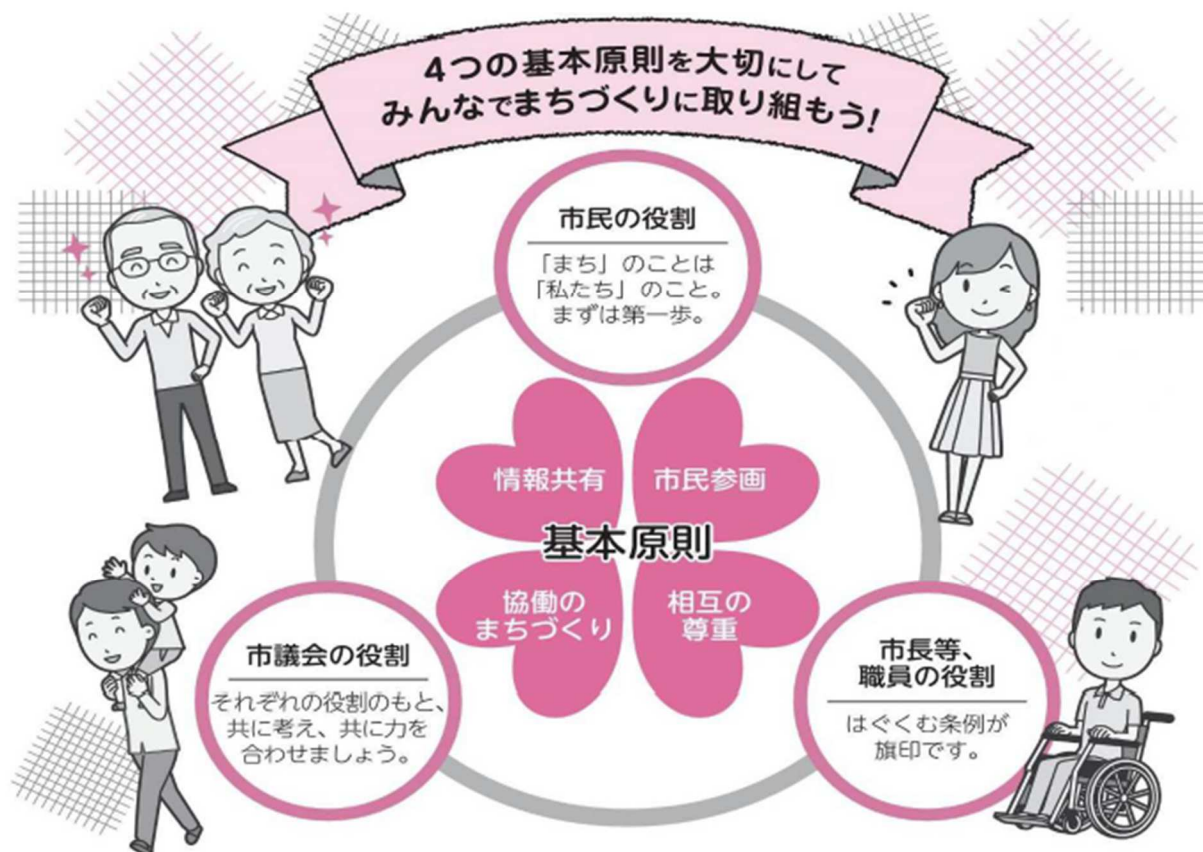 4つの基本原則を大切にして
みんなでまちづくりに取り組もう!
市民の役割
「まち」のことは
「私たち」のこと。
まずは第一歩。
情報共有
市民参画
基本原則
協働の
まちづくり
相互の
尊重
市議会の役割
それぞれの役割のもと、
共に考え、共に力を
合わせましょう。
市長等、
職員の役割
はぐくむ条例が
旗印です。